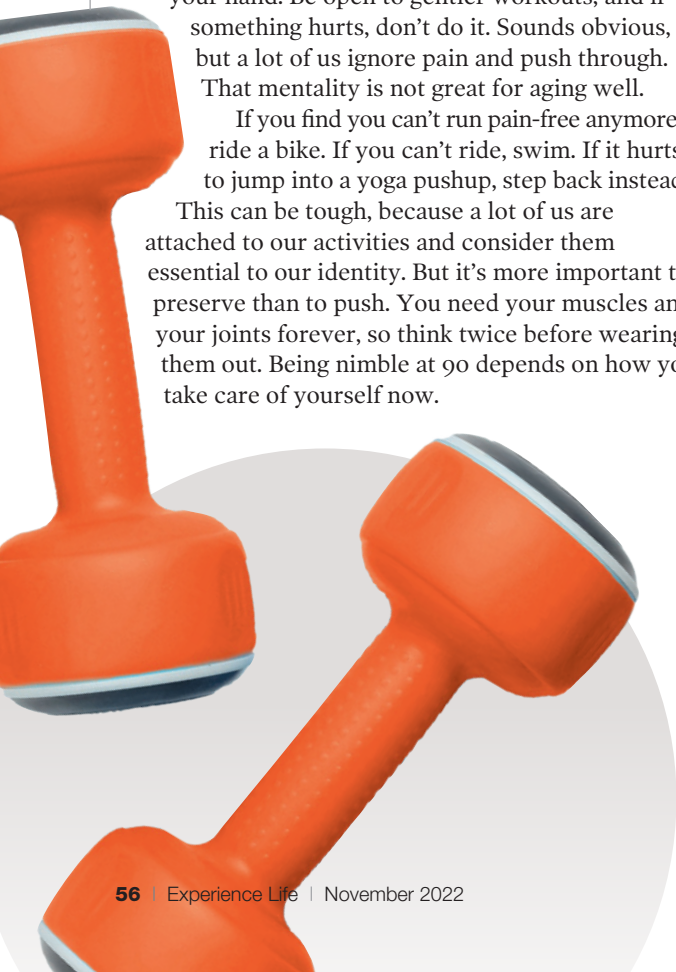 your hand. Be open to gentler workouts, and if
something hurts, don’t do it. Sounds obvious,
but a lot of us ignore pain and push through.
That mentality is not great for aging well.
If you find you can’t run pain-free anymore
ride a bike. If you can’t ride, swim. If it hurts
to jump into a yoga pushup, step back instead
This can be tough, because a lot of us are
attached to our activities and consider them
essential to our identity. But it’s more important t
preserve than to push. You need your muscles an
your joints forever, so think twice before wearing
them out. Being nimble at 90 depends on how yo
take care of yourself now.
56 | Experience Life | November 2022